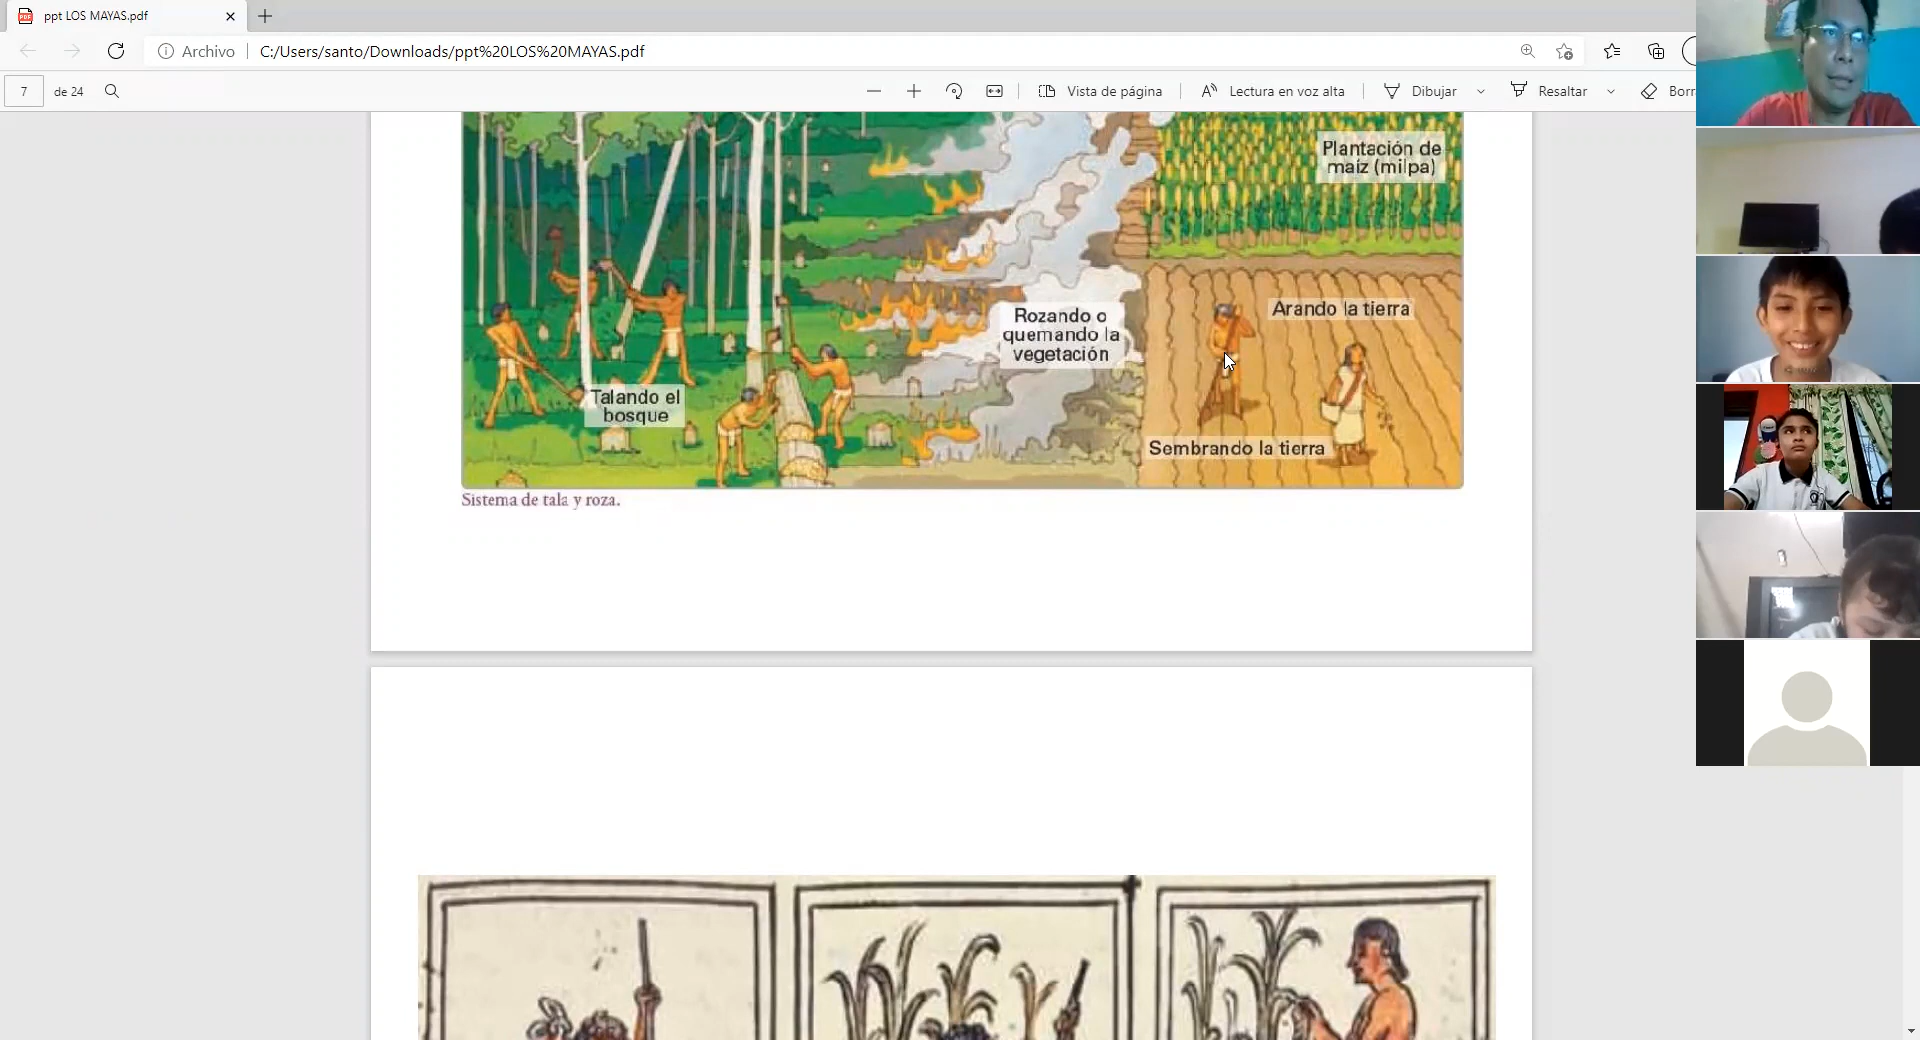 ppt LOS MAYAS.pdf
Archivo
C:/Users/santo/Downloads/ppt%20LOS%20MAYAS.pdf
7
de 24
Vista de página
Lectura en voz alta
Dibujar
Resaltar
Borr
Plantación de
maíz (milpa)
Rozando o
quemando la
vegetación
Arando la tierra
Talando el
bosque
Sembrando la tierra
Sistema de tala y roza.